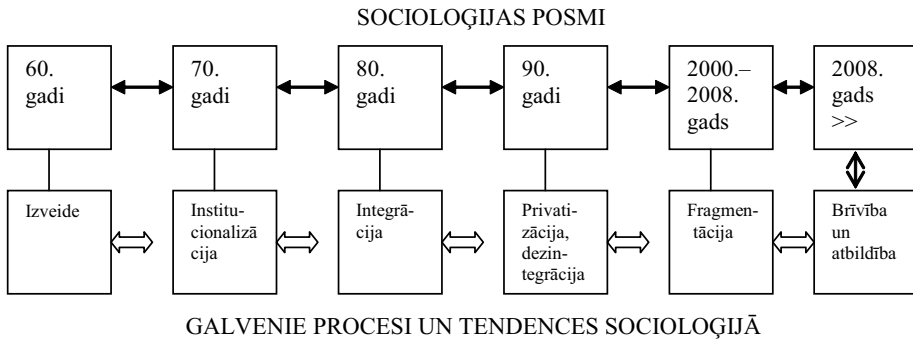 SOCIOLOĢIJAS POSMI
60.
gadi
70.
gadi
80.
gadi
90.
gadi
2000.–
2008.
gads
2008.
gads
>>
Izveide
Institu-
cionalizā
cija
Integrā-
cija
Privati-
zācija,
dezin-
tegrācija
Fragmen-
tācija
Brīvība
un
atbildība
GALVENIE PROCESI UN TENDENCES SOCIOLOĢIJĀ